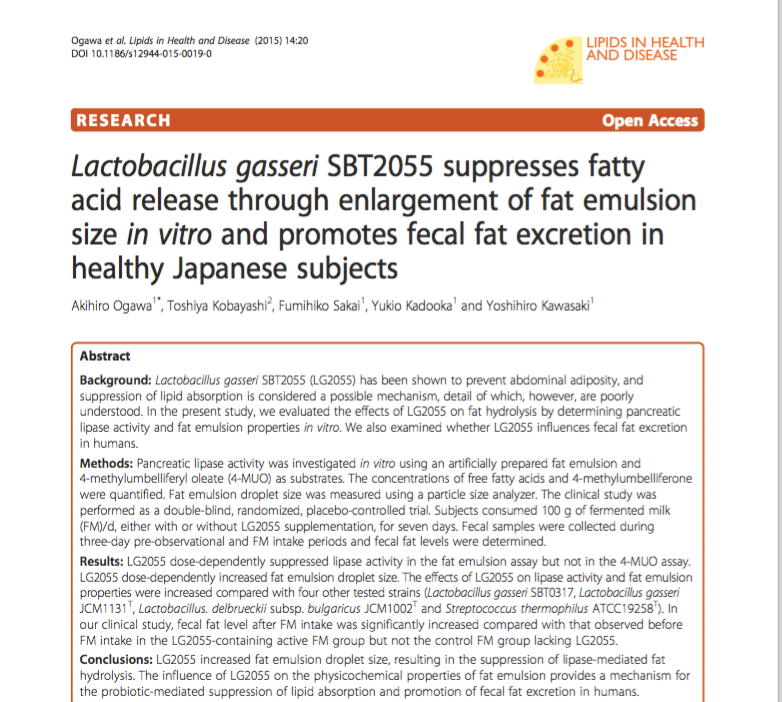 Ogawa et al. Lipids in Health and Disease (2015) 14:20
DOI 10.1186/s12944-015-0019-0
LIPIDS IN HEALTH
AND DISEASE
RESEARCH
Open Access
Lactobacillus gasseri SBT2055 suppresses fatty
acid release through enlargement of fat emulsion
size in vitro and promotes fecal fat excretion in
healthy Japanese subjects
Akihiro Ogawa1*, Toshiya Kobayashi2, Fumihiko Sakai1, Yukio Kadooka1 and Yoshihiro Kawasaki1
Abstract
Background: Lactobacillus gasseri SBT2055 (LG2055) has been shown to prevent abdominal adiposity, and
suppression of lipid absorption is considered a possible mechanism, detail of which, however, are poorly
understood. In the present study, we evaluated the effects of LG2055 on fat hydrolysis by determining pancreatic
lipase activity and fat emulsion properties in vitro. We also examined whether LG2055 influences fecal fat excretion
in humans.
Methods: Pancreatic lipase activity was investigated in vitro using an artificially prepared fat emulsion and
4-methylumbelliferyl oleate (4-MUO) as substrates. The concentrations of free fatty acids and 4-methylumbelliferone
were quantified. Fat emulsion droplet size was measured using a particle size analyzer. The clinical study was
performed as a double-blind, randomized, placebo-controlled trial. Subjects consumed 100 g of fermented milk
(FM)/d, either with or without LG2055 supplementation, for seven days. Fecal samples were collected during
three-day pre-observational and FM intake periods and fecal fat levels were determined.
Results: LG2055 dose-dependently suppressed lipase activity in the fat emulsion assay but not in the 4-MUO assay.
LG2055 dose-dependently increased fat emulsion droplet size. The effects of LG2055 on lipase activity and fat emulsion
properties were increased compared with four other tested strains (Lactobacillus gasseri SBT0317, Lactobacillus gasseri
JCM1131T, Lactobacillus. delbrueckii subsp. bulgaricus JCM1002T and Streptococcus thermophilus ATCC19258T). In
our clinical study, fecal fat level after FM intake was significantly increased compared with that observed before
FM intake in the LG2055-containing active FM group but not the control FM group lacking LG2055.
Conclusions: LG2055 increased fat emulsion droplet size, resulting in the suppression of lipase-mediated fat
hydrolysis. The influence of LG2055 on the physicochemical properties of fat emulsion provides a mechanism for
the probiotic-mediated suppression of lipid absorption and promotion of fecal fat excretion in humans.